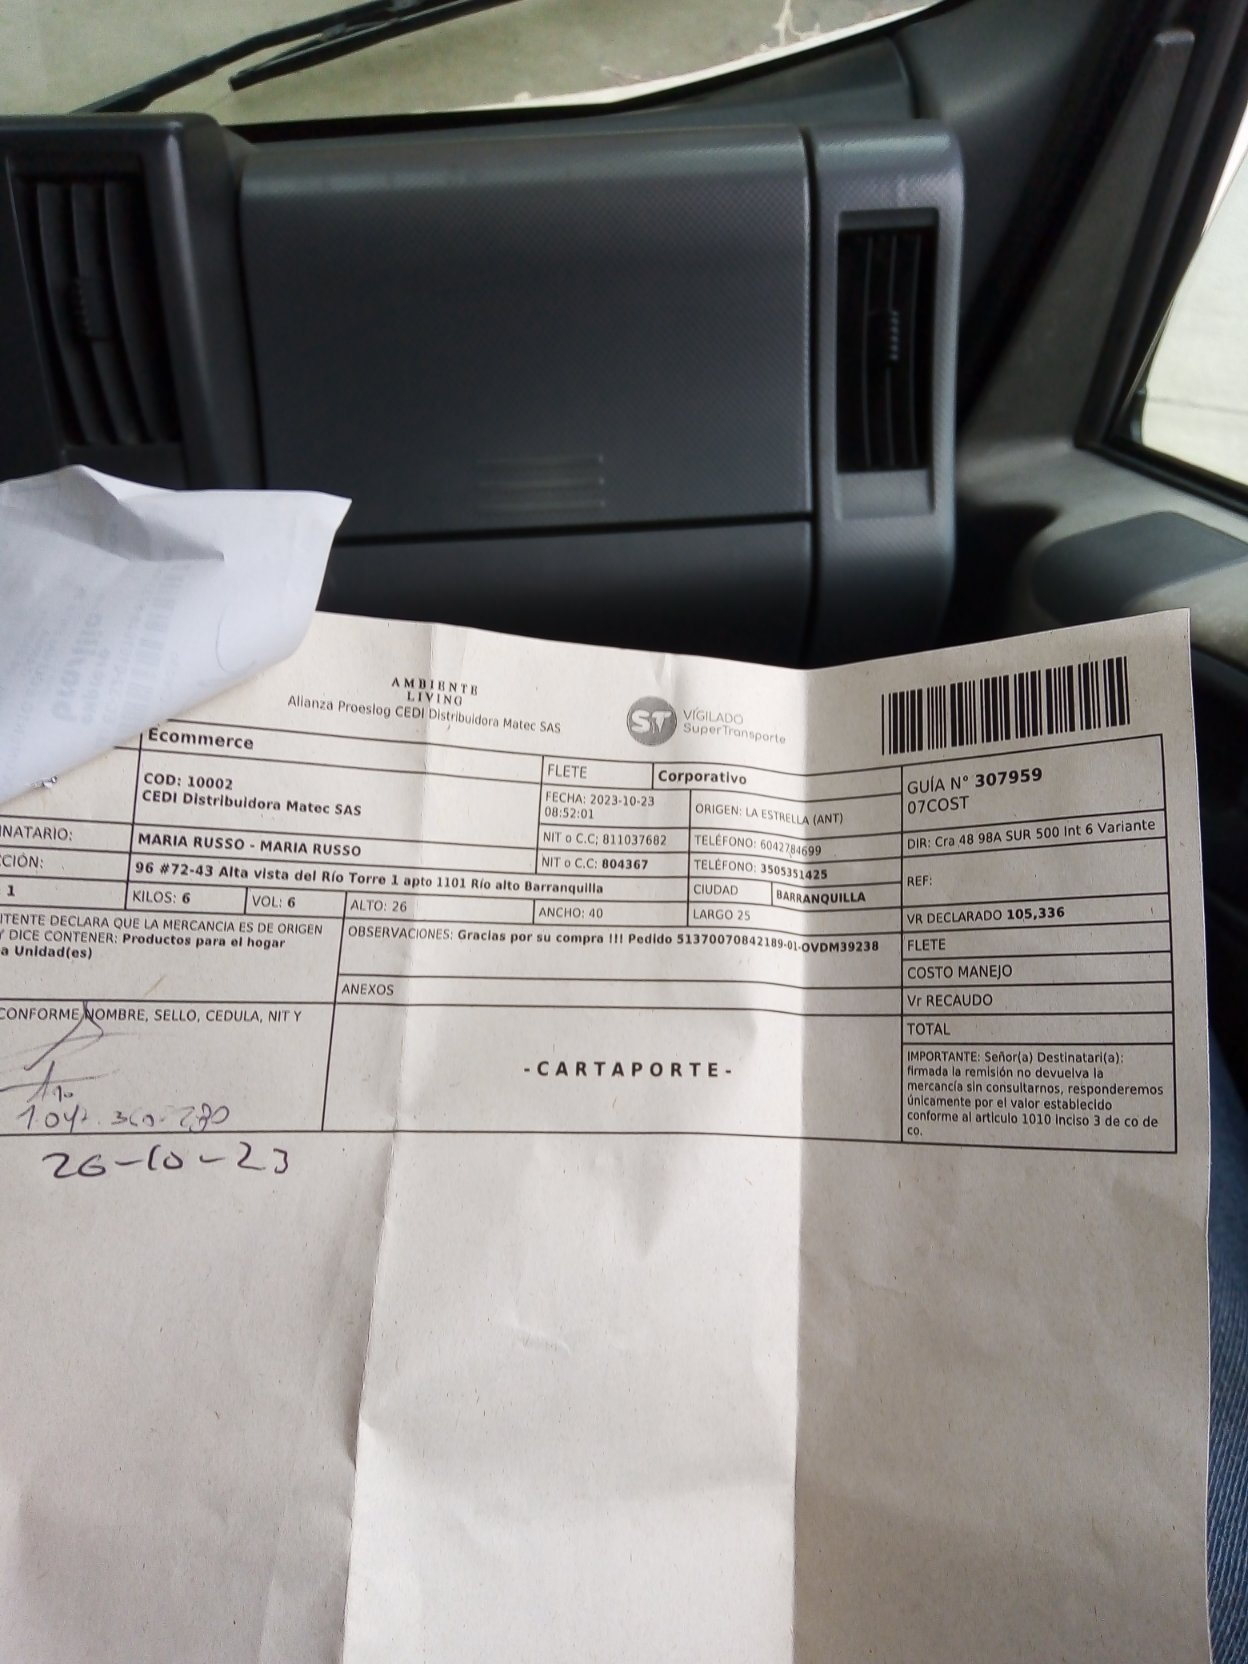 AMBIENTE
LIVING
Alianza Proeslog CEDI Distribuidora Matec SAS
ST VIGILADO
SuperTransporte
Ecommerce
FLETE Corporativo
GUÍA N° 307959
07COST
COD: 10002
CEDI Distribuidora Matec SAS
FECHA: 2023-10-23
08:52:01
ORIGEN: LA ESTRELLA (ANT)
NIT o C.C; 811037682
TELÉFONO: 6042784699
DIR: Cra 48 98A SUR 500 Int 6 Variante
NATARIO:
MARIA RUSSO - MARIA RUSSO
NIT o C.C: 804367
TELÉFONO: 3505351425
CIÓN:
96 #72-43 Alta vista del Río Torre 1 apto 1101 Río alto Barranquilla
CIUDAD BARRANQUILLA
REF:
1
KILOS: 6
VOL: 6
ALTO: 26
ANCHO: 40
LARGO 25
VR DECLARADO 105,336
ITENTE DECLARA QUE LA MERCANCIA ES DE ORIGEN
Y DICE CONTENER: Productos para el hogar
a Unidad(es)
OBSERVACIONES: Gracias por su compra !!! Pedido 51370070842189-01-OVDM39238
FLETE
COSTO MANEJO
ANEXOS
Vr RECAUDO
CONFORME NOMBRE, SELLO, CEDULA, NIT Y
TOTAL
-CARTAPORTE-
IMPORTANTE: Señor(a) Destinatari(a):
firmada la remisión no devuelva la
mercancía sin consultarnos, responderemos
únicamente por el valor establecido
conforme al articulo 1010 inciso 3 de co de
co.
26-10-23